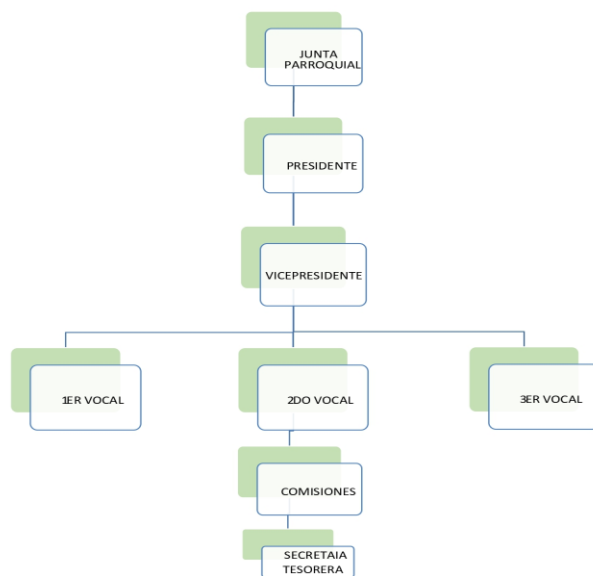 JUNTA
PARROQUIAL
PRESIDENTE
VICEPRESIDENTE
1ER VOCAL
2DO VOCAL
3ER VOCAL
COMISIONES
SECRETAIA
TESORERA